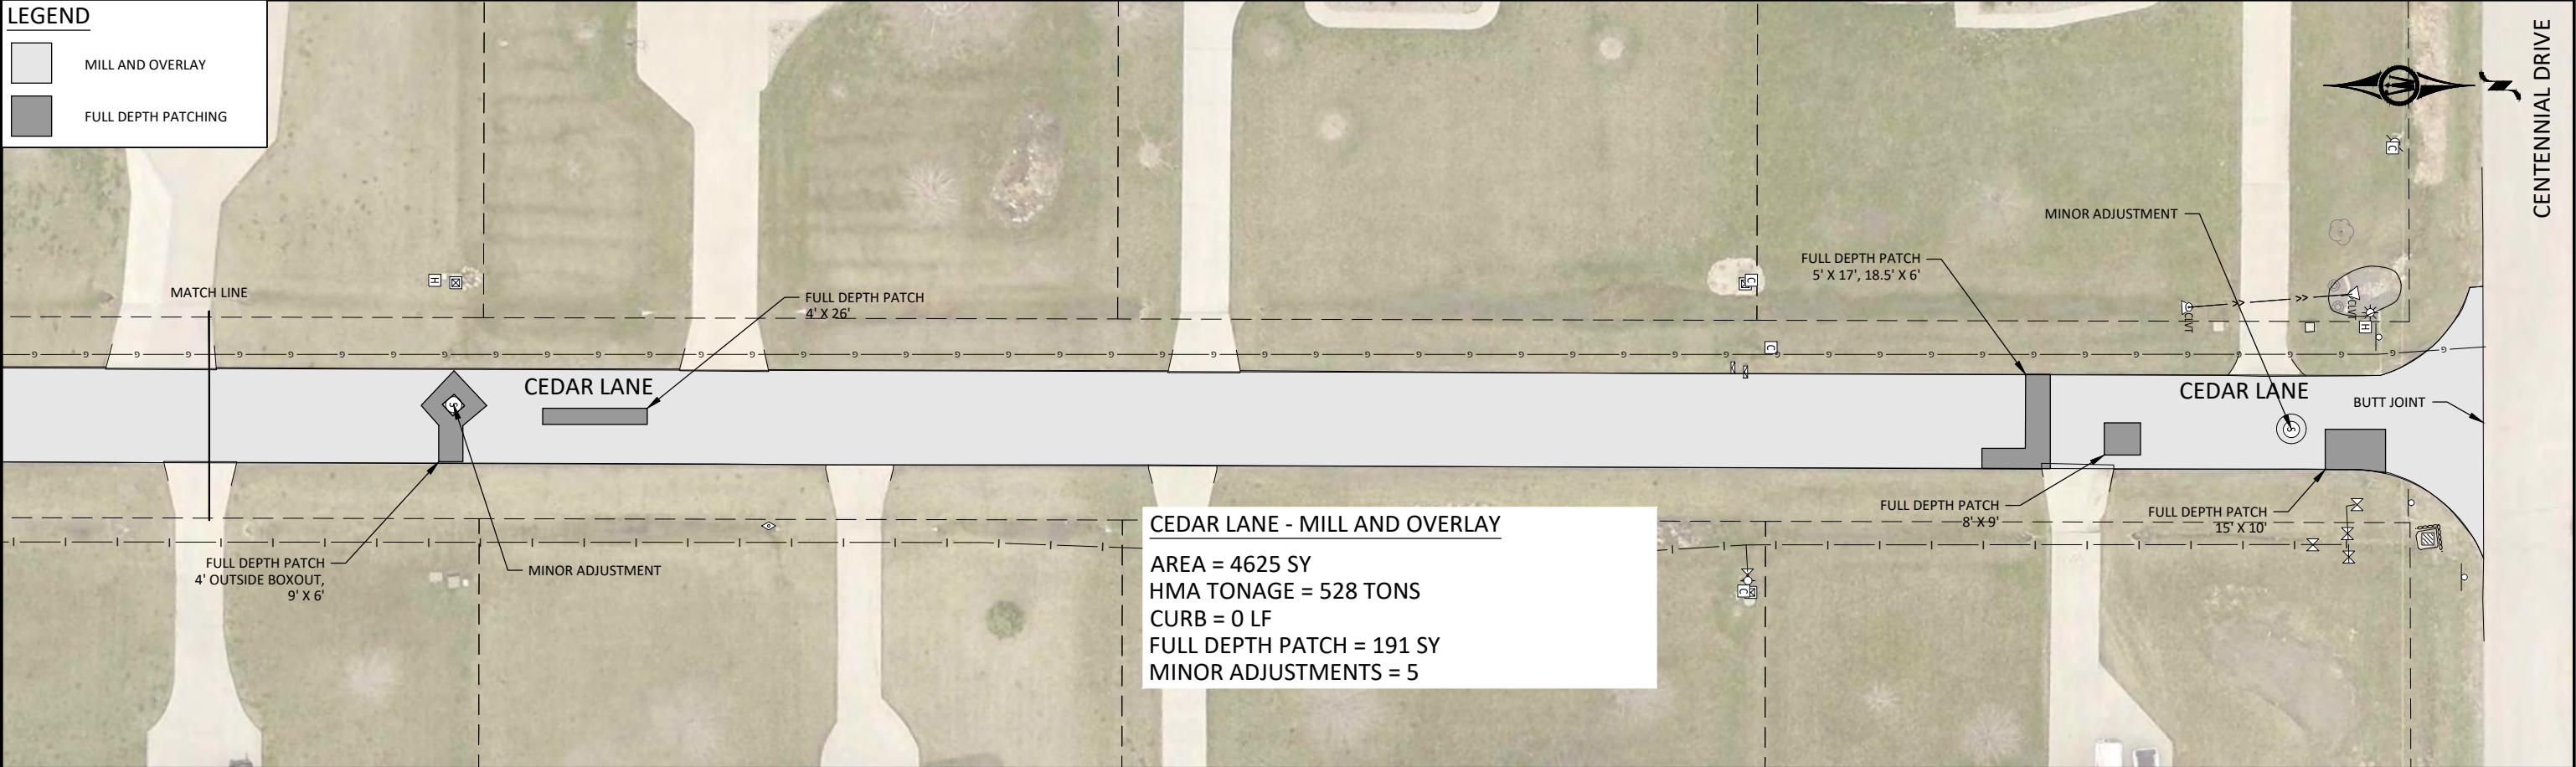 LEGEND
MILL AND OVERLAY
FULL DEPTH PATCHING
CENTENNIAL DRIVE
MINOR ADJUSTMENT
FULL DEPTH PATCH
5' X 17', 18.5' X 6'
MATCH LINE
FULL DEPTH PATCH
4' X 26'
CEDAR LANE
CEDAR LANE
BUTT JOINT
FULL DEPTH PATCH
8' X 9'
FULL DEPTH PATCH
15' X 10'
FULL DEPTH PATCH
4' OUTSIDE BOXOUT,
9' X 6'
MINOR ADJUSTMENT
CEDAR LANE - MILL AND OVERLAY
AREA = 4625 SY
HMA TONAGE = 528 TONS
CURB = 0 LF
FULL DEPTH PATCH = 191 SY
MINOR ADJUSTMENTS = 5